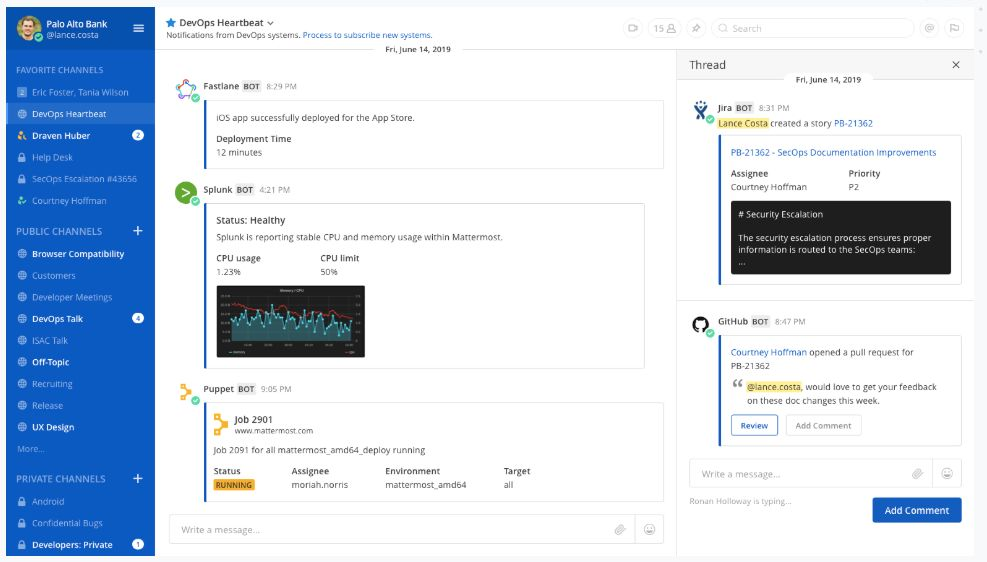 Palo Alto Bank
@lance.costa
FAVORITE CHANNELS
2 Eric Foster, Tania Wilson
DevOps Heartbeat
Draven Huber 2
Help Desk
SecOps Escalation #43656
Courtney Hoffman
PUBLIC CHANNELS +
Browser Compatibility
Customers
Developer Meetings
DevOps Talk 4
ISAC Talk
Off-Topic
Recruiting
Release
UX Design
More...
PRIVATE CHANNELS +
Android
Confidential Bugs
Developers: Private 1
DevOps Heartbeat
Notifications from DevOps systems. Process to subscribe new systems.
15
Search
@
Fri, June 14, 2019
Fastlane BOT 8:29 PM
iOS app successfully deployed for the App Store.
Deployment Time
12 minutes
Splunk BOT 4:21 PM
Status: Healthy
Splunk is reporting stable CPU and memory usage within Mattermost.
CPU usage CPU limit
1.23% 50%
Memory / CPU
Puppet BOT 9:05 PM
Job 2901
www.mattermost.com
Job 2091 for all mattermost_amd64_deploy running
Status Assignee Environment Target
RUNNING moriah.norris mattermost_amd64 all
Write a message...
Thread
Fri, June 14, 2019
Jira BOT 8:31 PM
Lance Costa created a story PB-21362
PB-21362 - SecOps Documentation Improvements
Assignee Priority
Courtney Hoffman P2
# Security Escalation
The security escalation process ensures proper
information is routed to the SecOps teams:
...
GitHub BOT 8:47 PM
Courtney Hoffman opened a pull request for
PB-21362
“ @lance.costa, would love to get your feedback
on these doc changes this week.
Review Add Comment
Write a message...
Ronan Holloway is typing...
Add Comment